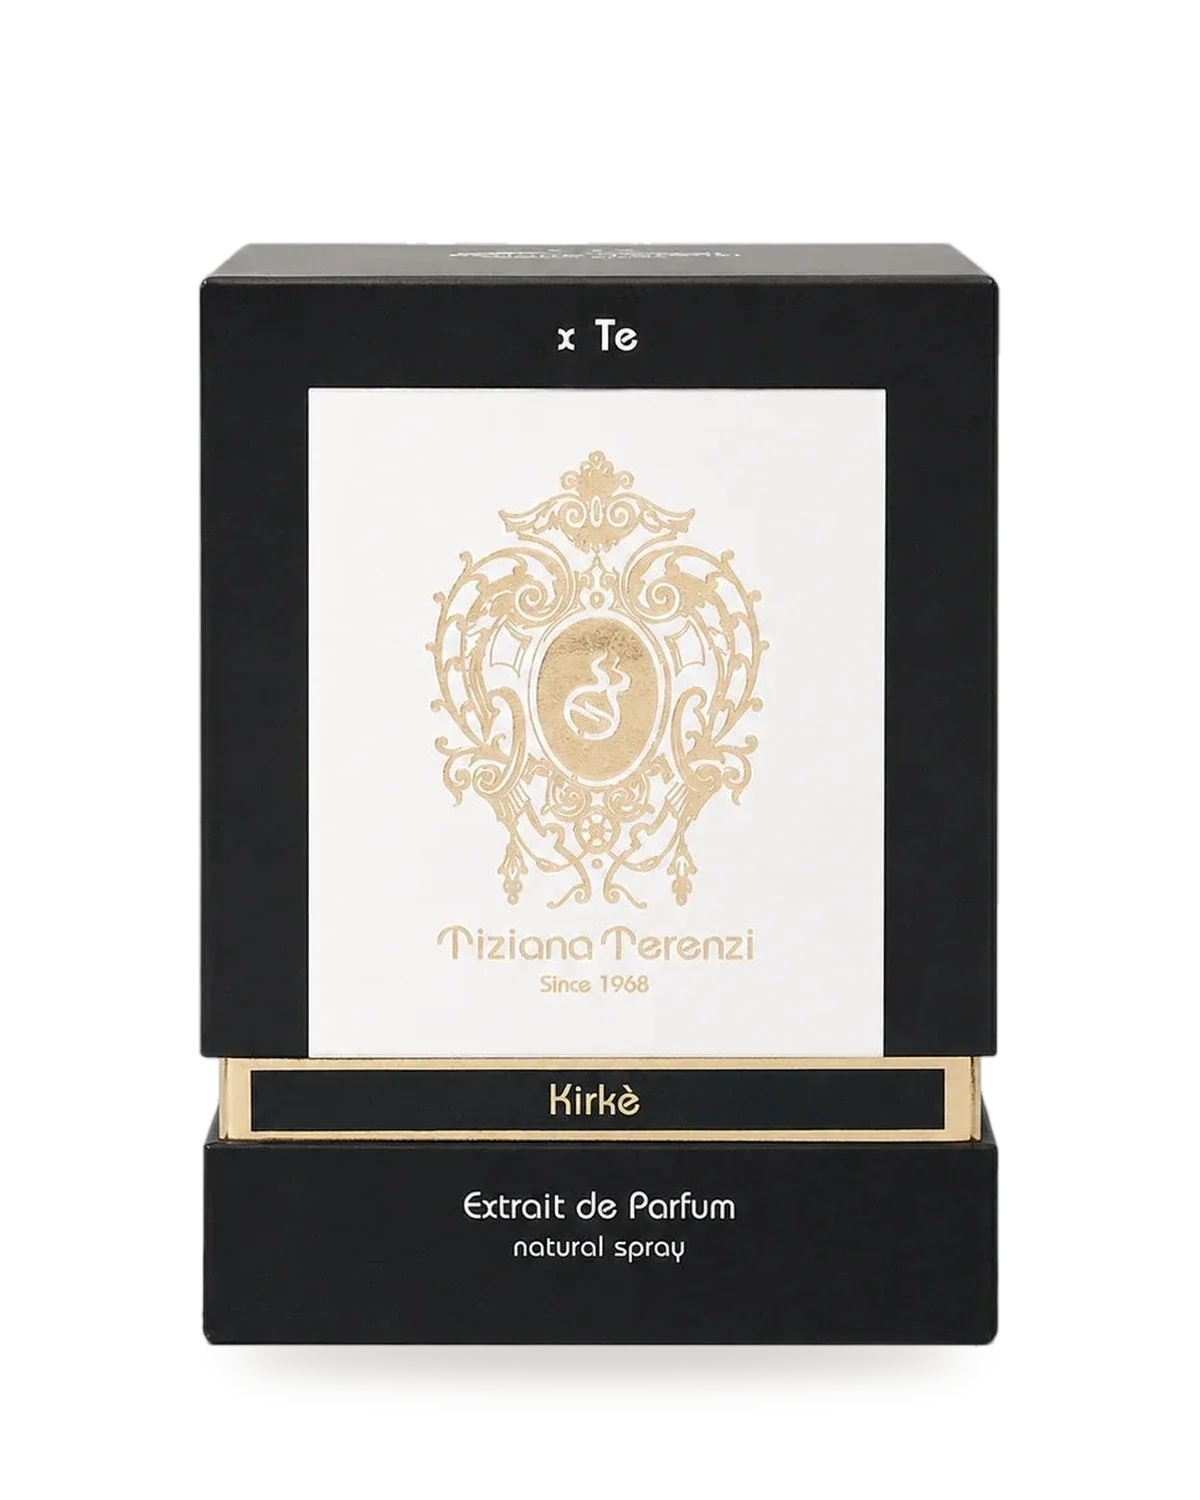 x Te
Tiziana Terenzi
Since 1968
Kirkè
Extrait de Parfum
natural spray